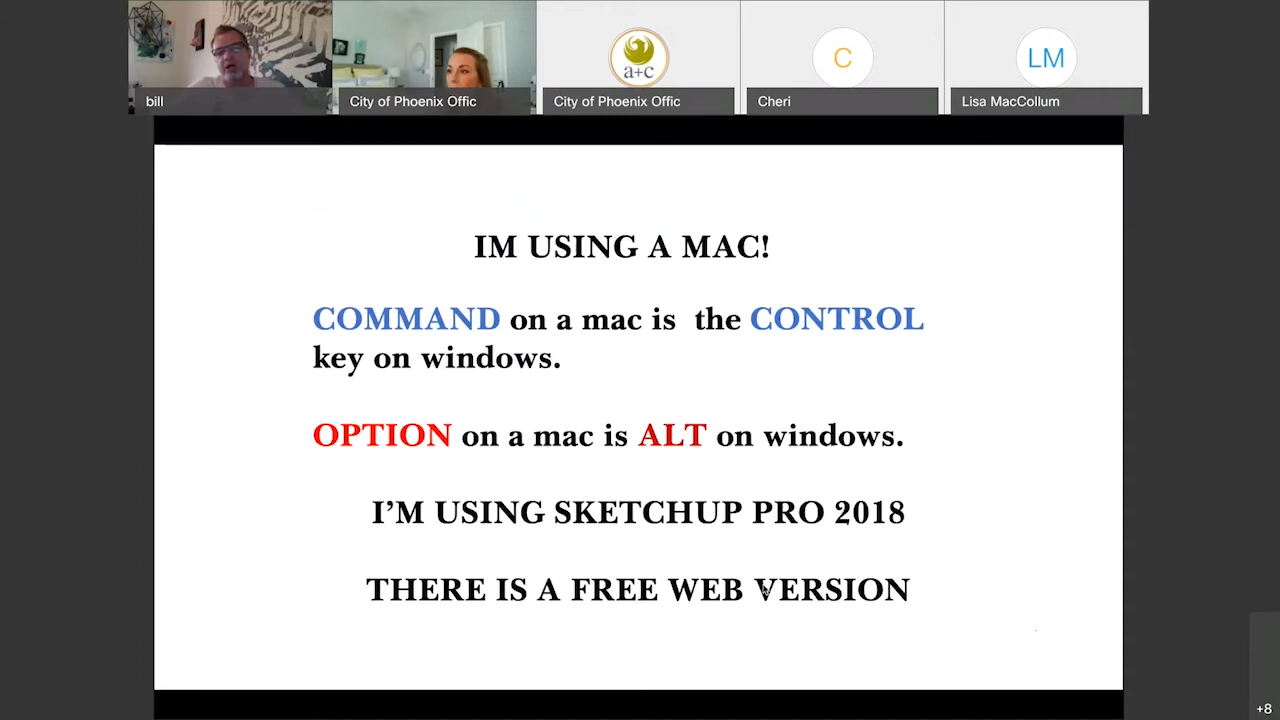 bill
City of Phoenix Offic
a+c
City of Phoenix Offic
C
Cheri
LM
Lisa MacCollum
IM USING A MAC!
COMMAND on a mac is the CONTROL
key on windows.
OPTION on a mac is ALT on windows.
I’M USING SKETCHUP PRO 2018
THERE IS A FREE WEB VERSION
+8